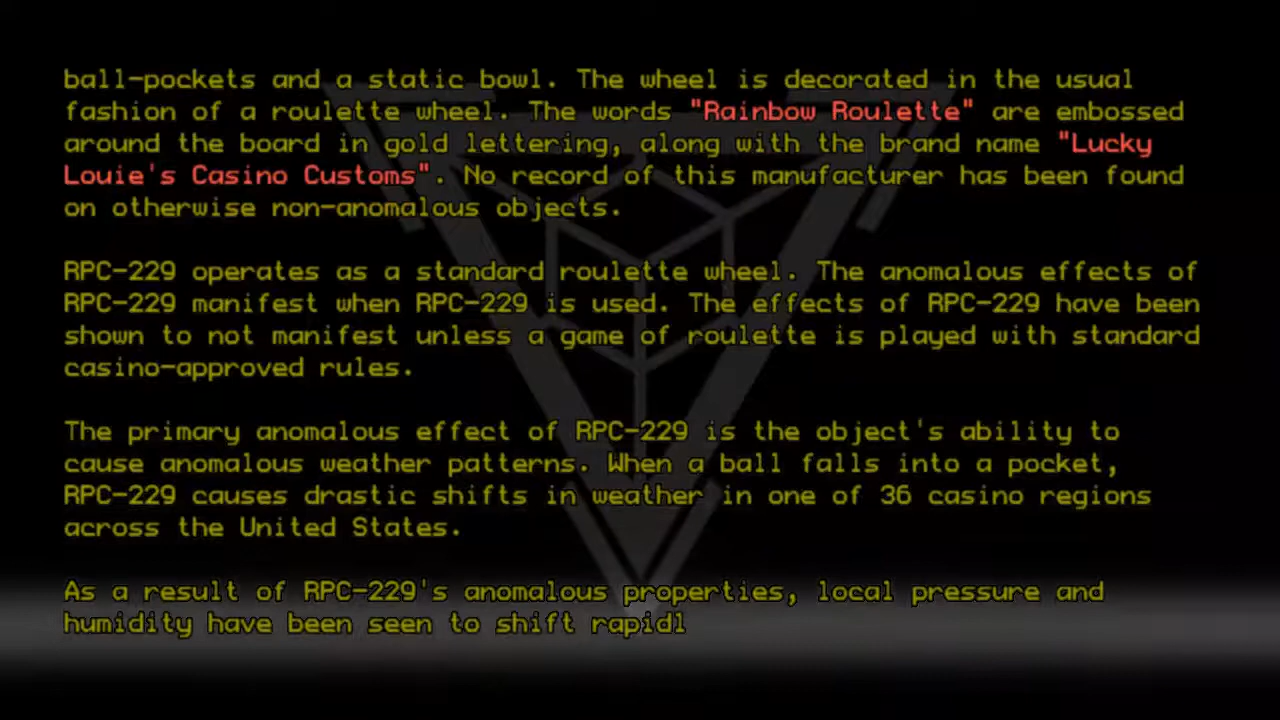 ball-pockets and a static bowl. The wheel is decorated in the usual
fashion of a roulette wheel. The words "Rainbow Roulette" are embossed
around the board in gold lettering, along with the brand name "Lucky
Louie's Casino Customs". No record of this manufacturer has been found
on otherwise non-anomalous objects.
RPC-229 operates as a standard roulette wheel. The anomalous effects of
RPC-229 manifest when RPC-229 is used. The effects of RPC-229 have been
shown to not manifest unless a game of roulette is played with standard
casino-approved rules.
The primary anomalous effect of RPC-229 is the object's ability to
cause anomalous weather patterns. When a ball falls into a pocket,
RPC-229 causes drastic shifts in weather in one of 36 casino regions
across the United States.
As a result of RPC-229's anomalous properties, local pressure and
humidity have been seen to shift rapidl